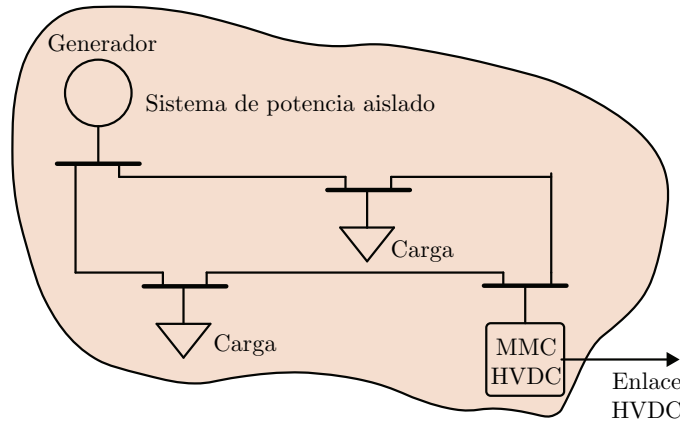 Generador
Sistema de potencia aislado
Carga
Carga
MMC
HVDC
Enlace
HVDC